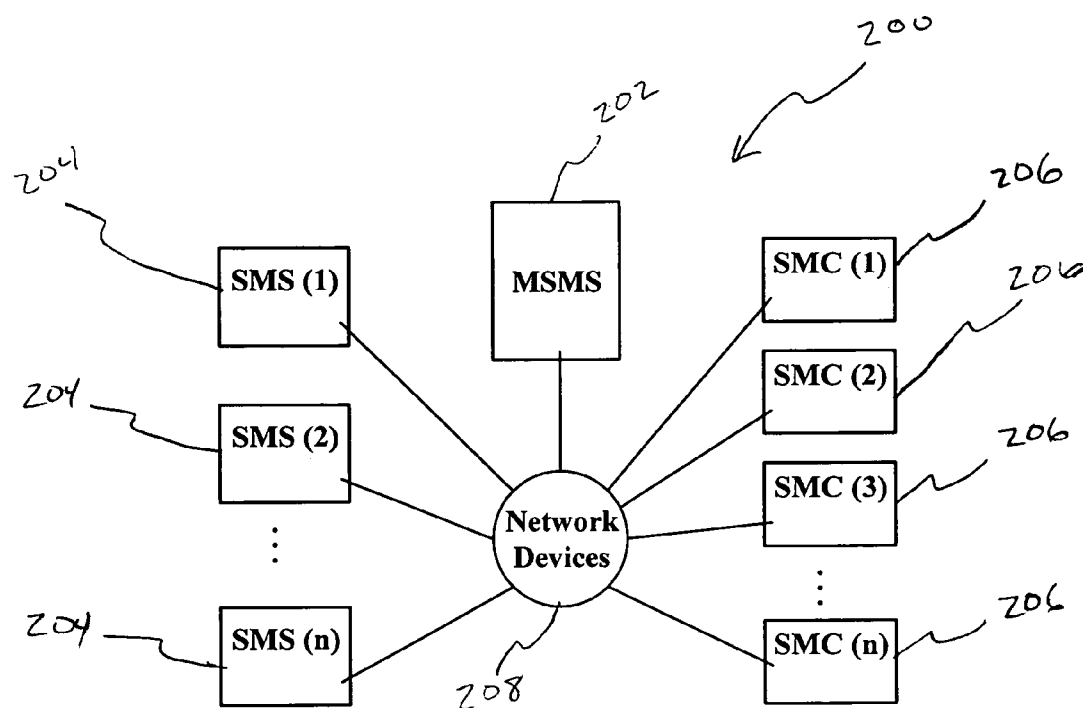 200
202
204
206
SMS (1)
MSMS
SMC (1)
206
204
SMS (2)
SMC (2)
206
SMC (3)
Network
Devices
204
SMS (n)
206
SMC (n)
208